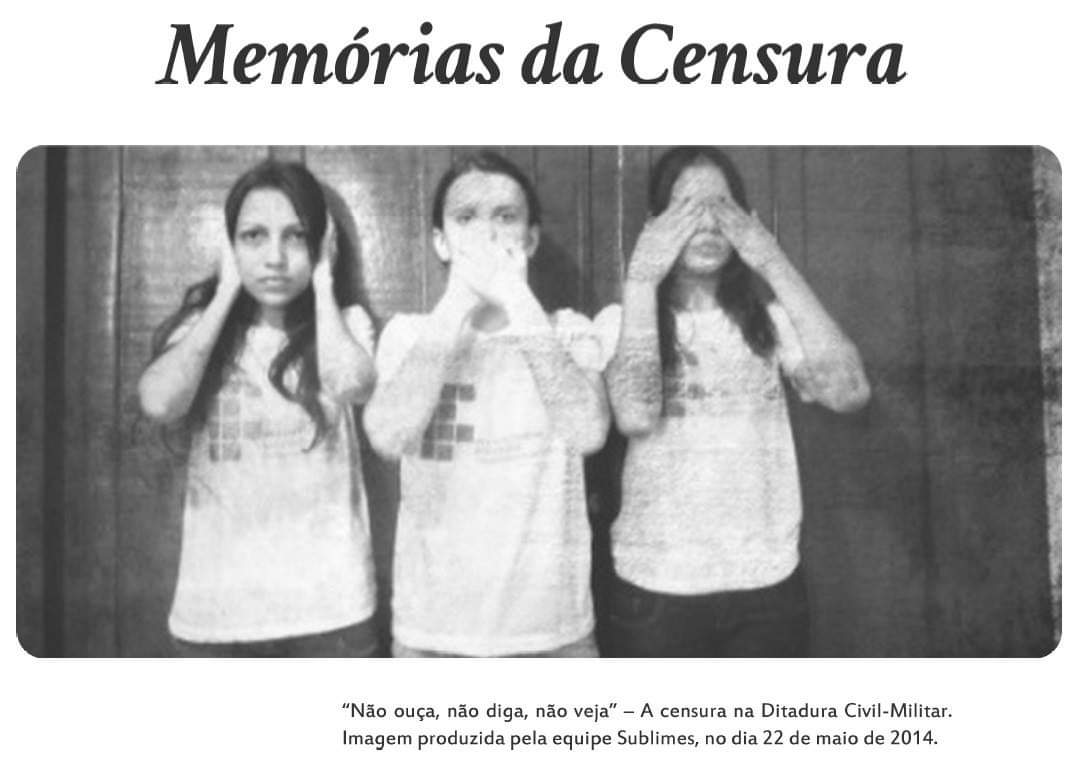 Memórias da Censura
“Não ouça, não diga, não veja” – A censura na Ditadura Civil-Militar.
Imagem produzida pela equipe Sublimes, no dia 22 de maio de 2014.